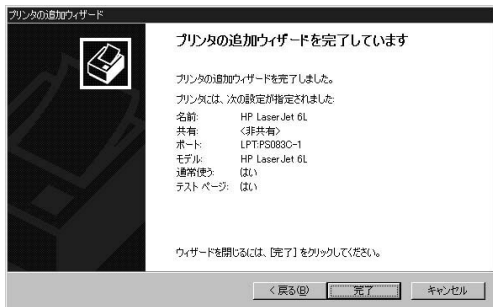 プリンタの追加ウィザード
プリンタの追加ウィザードを完了しています
プリンタの追加ウィザードを完了しました。
プリンタには、次の設定が指定されました:
名前: HP LaserJet 6L
共有: <非共有>
ポート: LPT:PS083C-1
モデル: HP LaserJet 6L
通常使う: はい
テスト ページ: はい
ウィザードを閉じるには、[完了] をクリックしてください。
< 戻る(B) 完了 キャンセル